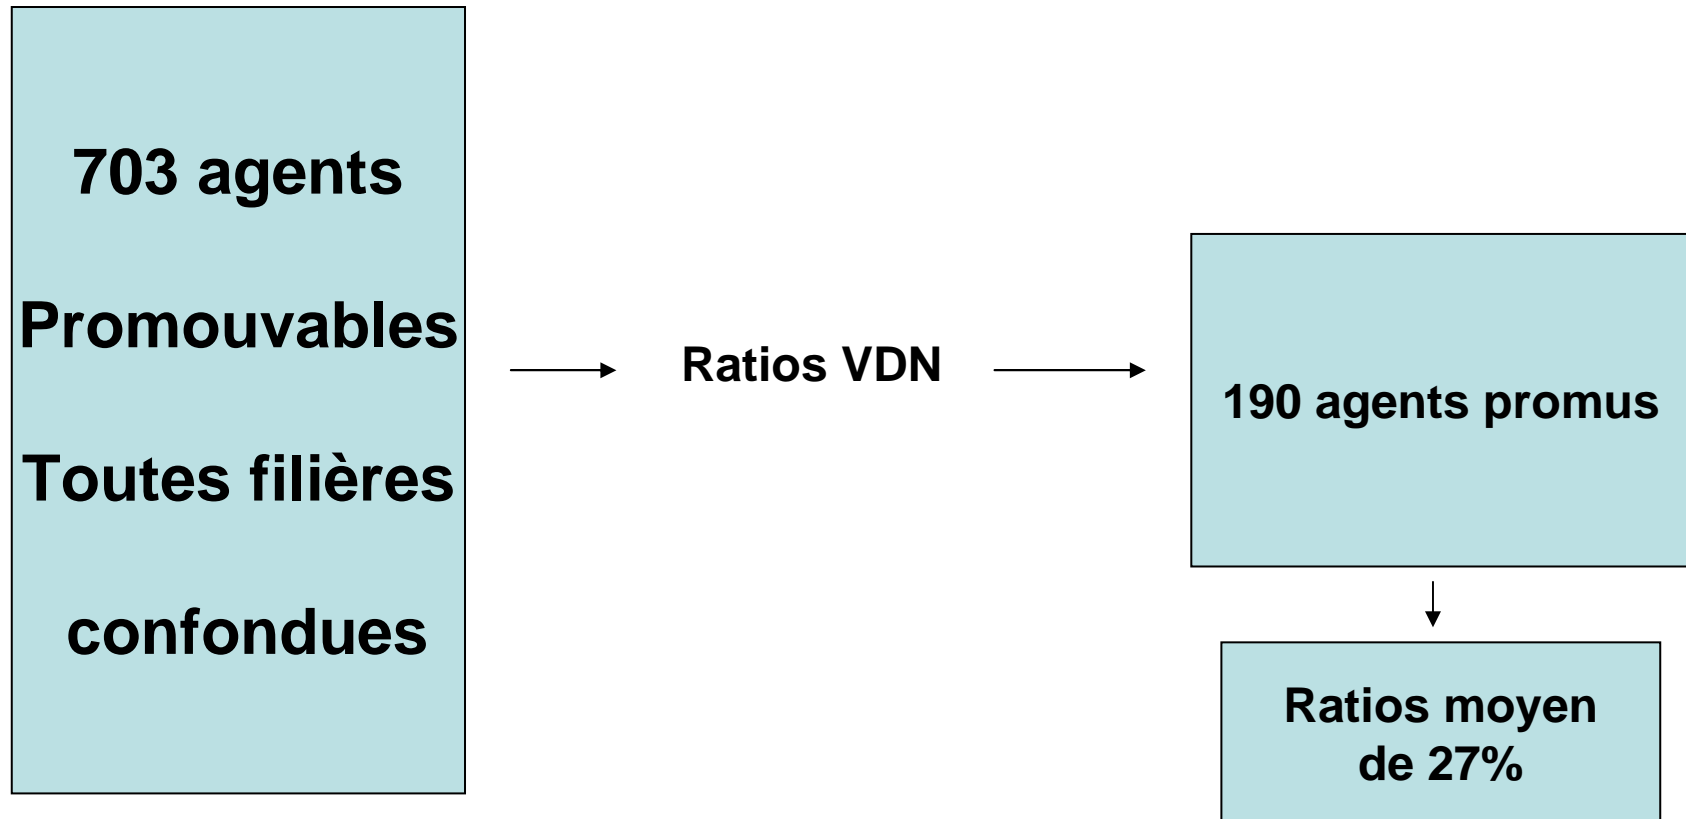 703 agents
Promouvables
Toutes filières
confondues
Ratios VDN
190 agents promus
Ratios moyen
de 27%